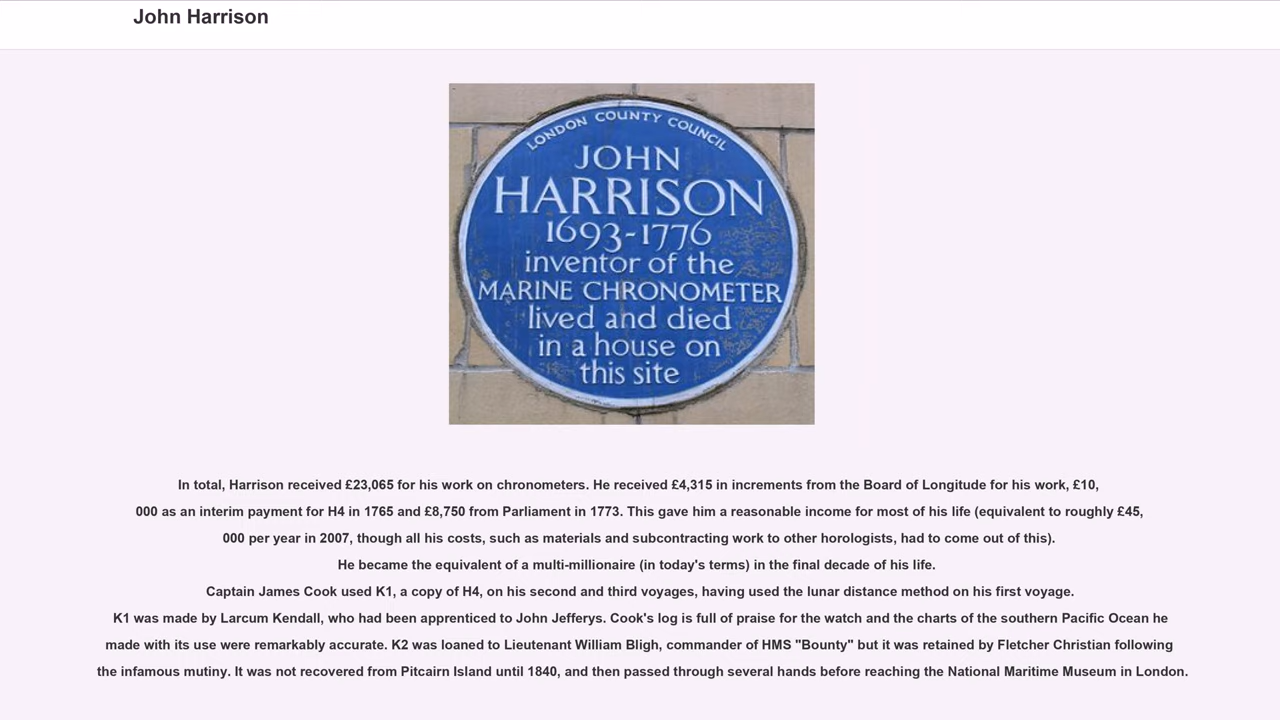 John Harrison
LONDON COUNTY COUNCIL
JOHN
HARRISON
1693-1776
inventor of the
MARINE CHRONOMETER
lived and died
in a house on
this site
In total, Harrison received £23,065 for his work on chronometers. He received £4,315 in increments from the Board of Longitude for his work, £10,
000 as an interim payment for H4 in 1765 and £8,750 from Parliament in 1773. This gave him a reasonable income for most of his life (equivalent to roughly £45,
000 per year in 2007, though all his costs, such as materials and subcontracting work to other horologists, had to come out of this).
He became the equivalent of a multi-millionaire (in today's terms) in the final decade of his life.
Captain James Cook used K1, a copy of H4, on his second and third voyages, having used the lunar distance method on his first voyage.
K1 was made by Larcum Kendall, who had been apprenticed to John Jefferys. Cook's log is full of praise for the watch and the charts of the southern Pacific Ocean he
made with its use were remarkably accurate. K2 was loaned to Lieutenant William Bligh, commander of HMS "Bounty" but it was retained by Fletcher Christian following
the infamous mutiny. It was not recovered from Pitcairn Island until 1840, and then passed through several hands before reaching the National Maritime Museum in London.